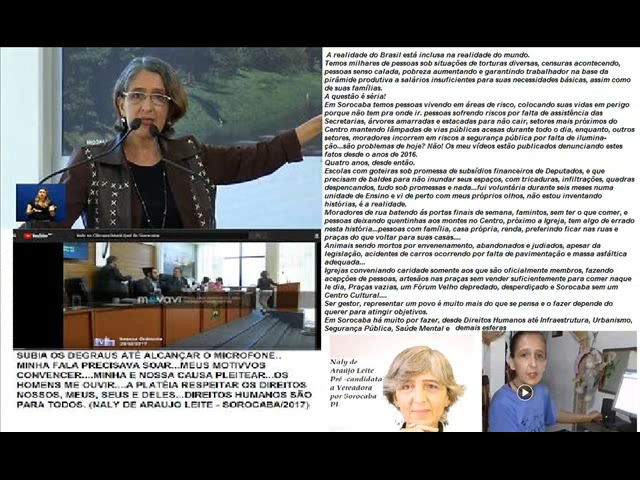 A realidade do Brasil está inclusa na realidade do mundo.
Temos milhares de pessoas sob situações de torturas diversas, censuras acontecendo,
pessoas senso calada, pobreza aumentando e garantindo trabalhador na base da
pirâmide produtiva a salários insuficientes para suas necessidades básicas, assim como
de suas famílias.
A questão é séria!
Em Sorocaba temos pessoas vivendo em áreas de risco, colocando suas vidas em perigo
porque não tem pra onde ir. pessoas sofrendo riscos por falta de assistência das
Secretarias, árvores amarradas e estacadas para não cair, setores mais próximos do
Centro mantendo lâmpadas de vias públicas acesas durante todo o dia, enquanto, outros
setores, moradores incorrem em riscos a segurança pública por falta de ilumina-
ção...são problemas de hoje? Não! Os meu vídeos estão publicados denunciando estes
fatos desde o anos de 2016.
Quatro anos, desde então.
Escolas com goteiras sob promessa de subsídios financeiros de Deputados, e que
precisam de baldes para não inundar seus espaços, com tricaduras, infiltrações, quadras
despencando, tudo sob promessas e nada...fui voluntária durante seis meses numa
unidade de Ensino e vi de perto com meus próprios olhos, não estou inventando
histórias, é a realidade.
Moradores de rua batendo ás portas finais de semana, famintos, sem ter o que comer, e
pessoas deixando quentinhas aos montes no Centro, próximo a Igreja, tem algo de errado
nesta história...pessoas com família, casa própria, renda, preferindo ficar nas ruas e
praças do que voltar para suas casas....
Animais sendo mortos por envenenamento, abandonados e judiados, apesar da
legislação, acidentes de carros ocorrendo por falta de pavimentação e massa asfáltica
adequada...
Igrejas conveniando caridade somente aos que são oficialmente membros, fazendo
acepções de pessoas, artesãos nas praças sem vender suficientemente para comer naque
le dia, Praças vazias, um Fórum Velho depredado, desperdiçado e Sorocaba sem um
Centro Cultural....
Ser gestor, representar um povo é muito mais do que se pensa e o fazer depende do
querer para atingir objetivos.
Em Sorocaba há muito por fazer, desde Direitos Humanos até Infraestrutura, Urbanismo,
Segurança Pública, Saúde Mental e demais esferas
Naly na Câmara Municipal de Sorocaba
movavi
Sessão Ordinária
SUBIA OS DEGRAUS ATÉ ALCANÇAR O MICROFONE..
MINHA FALA PRECISAVA SOAR...MEUS MOTIVVOS
CONVENCER....MINHA E NOSSA CAUSA PLEITEAR...OS
HOMENS ME OUVIR....A PLATÉIA RESPEITAR OS DIREITOS
NOSSOS, MEUS, SEUS E DELES...DIREITOS HUMANOS SÃO
PARA TODOS. (NALY DE ARAUJO LEITE - SOROCABA/2017)
Naly de
Araújo Leite
Pré -candidata
a Vereadora
por Sorocaba
PL